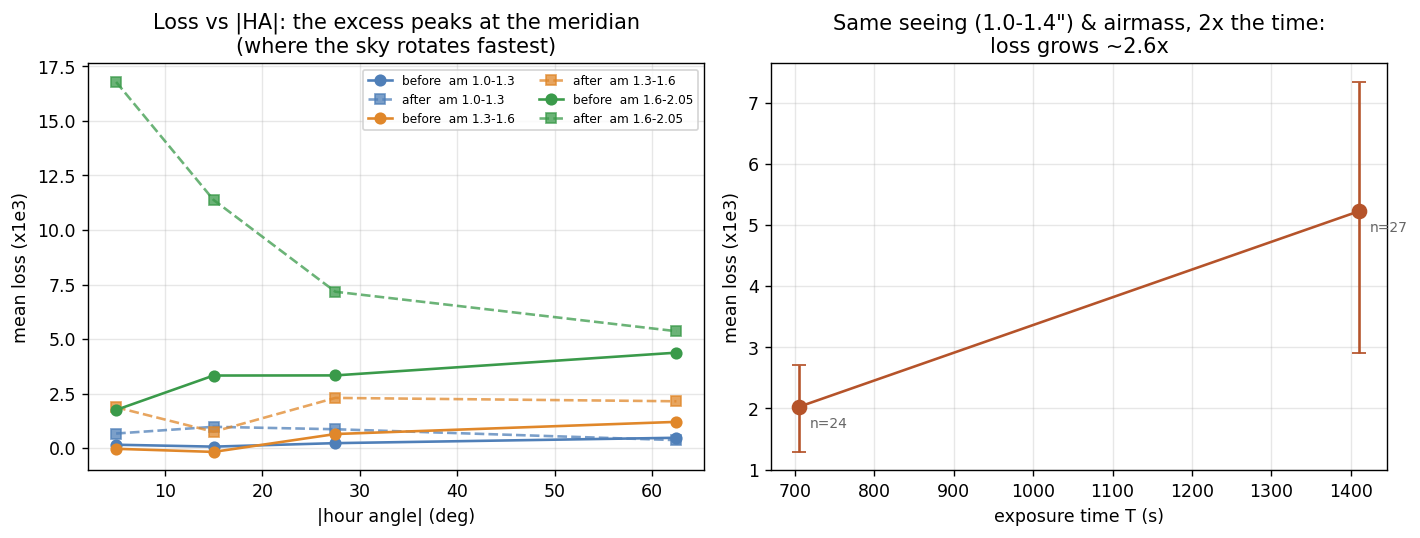 Loss vs |HA|: the excess peaks at the meridian
(where the sky rotates fastest)
17.5
15.0
12.5
10.0
7.5
5.0
2.5
0.0
mean loss (x1e3)
before  am 1.0-1.3
after  am 1.0-1.3
before  am 1.3-1.6
after  am 1.3-1.6
before  am 1.6-2.05
after  am 1.6-2.05
10 20 30 40 50 60
|hour angle| (deg)
Same seeing (1.0-1.4") & airmass, 2x the time:
loss grows ~2.6x
7
6
5
4
3
2
1
mean loss (x1e3)
n=27
n=24
700 800 900 1000 1100 1200 1300 1400
exposure time T (s)